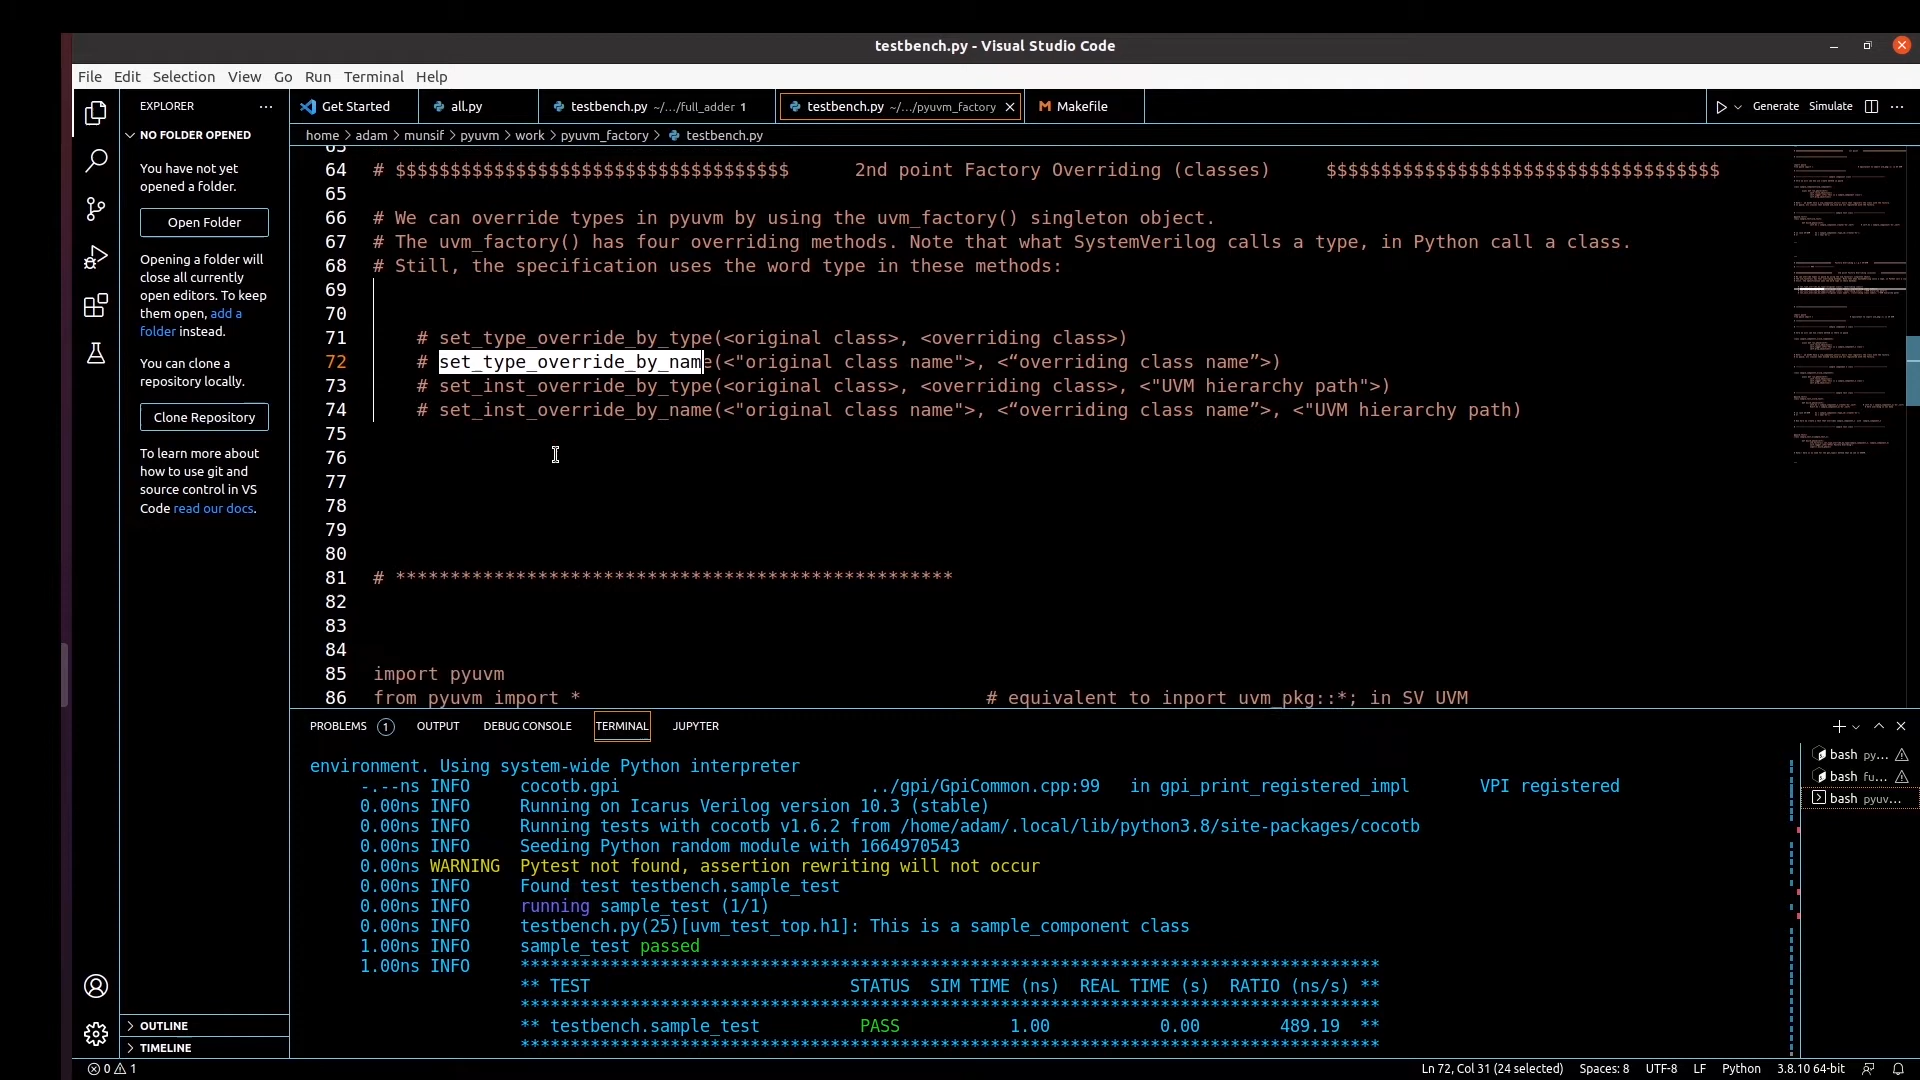 testbench.py - Visual Studio Code
File Edit Selection View Go Run Terminal Help
EXPLORER ···
Get Started
all.py
testbench.py ~/.../full_adder 1
testbench.py ~/.../pyuvm_factory
Makefile
Generate Simulate ···
NO FOLDER OPENED
You have not yet
opened a folder.
Open Folder
Opening a folder will
close all currently
open editors. To keep
them open, add a
folder instead.
You can clone a
repository locally.
Clone Repository
To learn more about
how to use git and
source control in VS
Code read our docs.
OUTLINE
TIMELINE
home > adam > munsif > pyuvm > work > pyuvm_factory > testbench.py
63
64 # $$$$$$$$$$$$$$$$$$$$$$$$$$$$$$$$$$$$ 2nd point Factory Overriding (classes) $$$$$$$$$$$$$$$$$$$$$$$$$$$$$$$$$$$$
65
66 # We can override types in pyuvm by using the uvm_factory() singleton object.
67 # The uvm_factory() has four overriding methods. Note that what SystemVerilog calls a type, in Python call a class.
68 # Still, the specification uses the word type in these methods:
69
70
71 # set_type_override_by_type(<original class>, <overriding class>)
72 # set_type_override_by_name(<"original class name">, <“overriding class name”>)
73 # set_inst_override_by_type(<original class>, <overriding class>, <"UVM hierarchy path">)
74 # set_inst_override_by_name(<"original class name">, <“overriding class name”>, <"UVM hierarchy path)
75
76
77
78
79
80
81 # ***************************************************
82
83
84
85 import pyuvm
86 from pyuvm import * # equivalent to inport uvm_pkg::*; in SV UVM
PROBLEMS 1 OUTPUT DEBUG CONSOLE TERMINAL JUPYTER
environment. Using system-wide Python interpreter
-.--ns INFO cocotb.gpi ../gpi/GpiCommon.cpp:99 in gpi_print_registered_impl VPI registered
0.00ns INFO Running on Icarus Verilog version 10.3 (stable)
0.00ns INFO Running tests with cocotb v1.6.2 from /home/adam/.local/lib/python3.8/site-packages/cocotb
0.00ns INFO Seeding Python random module with 1664970543
0.00ns WARNING Pytest not found, assertion rewriting will not occur
0.00ns INFO Found test testbench.sample_test
0.00ns INFO running sample_test (1/1)
0.00ns INFO testbench.py(25)[uvm_test_top.h1]: This is a sample_component class
1.00ns INFO sample_test passed
1.00ns INFO **************************************************************************************
** TEST STATUS SIM TIME (ns) REAL TIME (s) RATIO (ns/s) **
**************************************************************************************
** testbench.sample_test PASS 1.00 0.00 489.19 **
**************************************************************************************
bash py...
bash fu...
bash pyuv...
0 1
Ln 72, Col 31 (24 selected) Spaces: 8 UTF-8 LF Python 3.8.10 64-bit